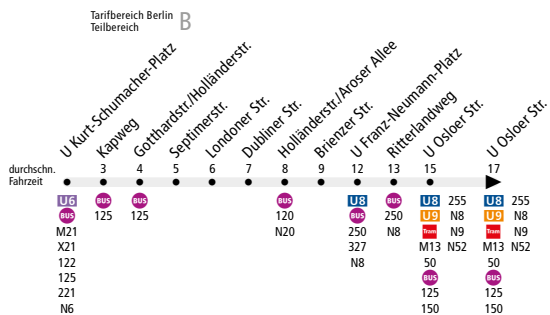 Tarifbereich Berlin
Teilbereich B
U Kurt-Schumacher-Platz
Kapweg
Gotthardstr./Holländerstr.
Septimerstr.
Londoner Str.
Dubliner Str.
Holländerstr./Aroser Allee
Brienzer Str.
U Franz-Neumann-Platz
Ritterlandweg
U Osloer Str.
U Osloer Str.
durchschn. 3 4 5 6 7 8 9 12 13 15 17
Fahrzeit
U6 BUS BUS BUS U8 BUS U8 255 U8 255
BUS 125 125 120 BUS 250 U9 N8 U9 N8
M21 N20 250 N8 Tram N9 Tram N9
X21 327 M13 N52 M13 N52
122 N8 50 50
125 BUS BUS
221 125 125
N6 150 150